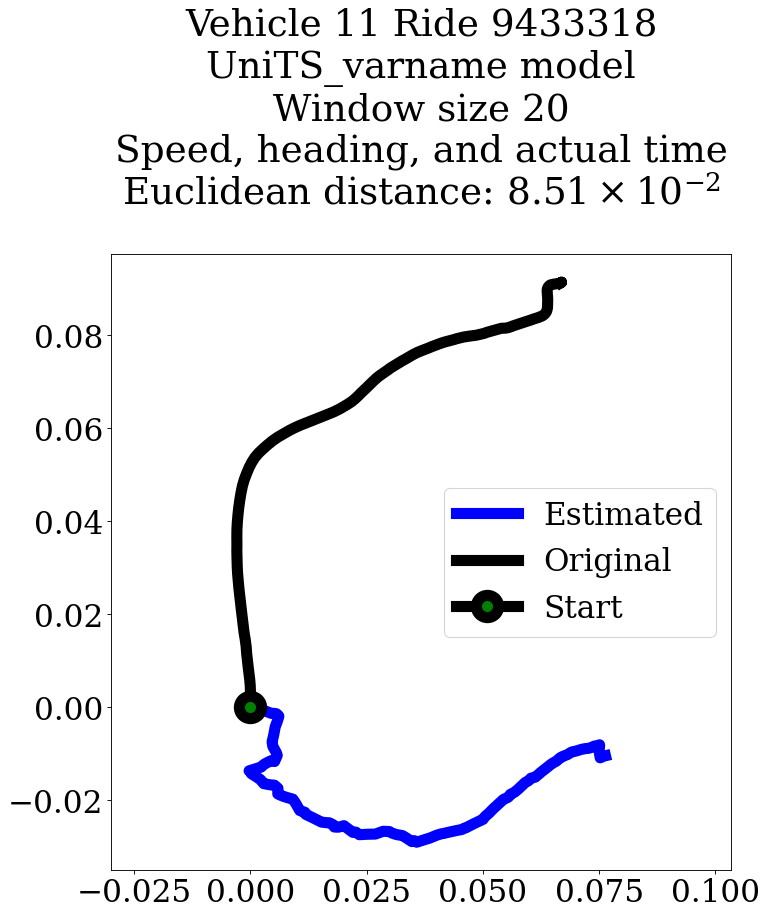 Vehicle 11 Ride 9433318
UniTS_varname model
Window size 20
Speed, heading, and actual time
Euclidean distance: 8.51 × 10⁻²
0.08
0.06
0.04
0.02
0.00
−0.02
Estimated
Original
Start
−0.025 0.000 0.025 0.050 0.075 0.100